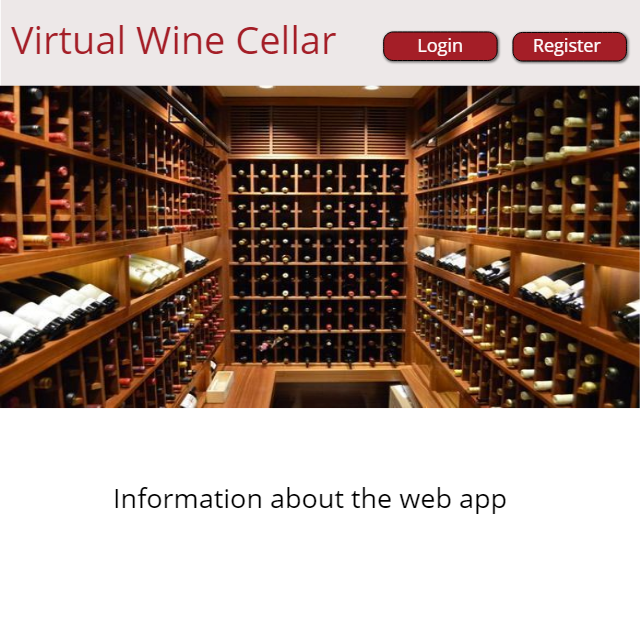 Virtual Wine Cellar
Login
Register
Information about the web app